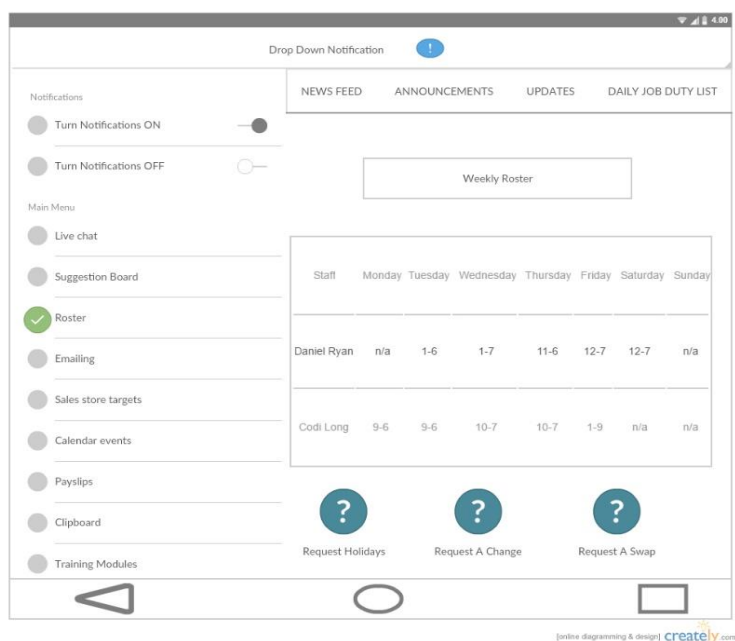 4.00
Drop Down Notification !
NEWS FEED ANNOUNCEMENTS UPDATES DAILY JOB DUTY LIST
Notifications
Turn Notifications ON
Turn Notifications OFF
Main Menu
Live chat
Suggestion Board
Roster
Emailing
Sales store targets
Calendar events
Payslips
Clipboard
Training Modules
Weekly Roster
Staff Monday Tuesday Wednesday Thursday Friday Saturday Sunday
Daniel Ryan n/a 1-6 1-7 11-6 12-7 12-7 n/a
Codi Long 9-6 9-6 10-7 10-7 1-9 n/a n/a
? ? ?
Request Holidays Request A Change Request A Swap
[online diagramming & design] creately.com